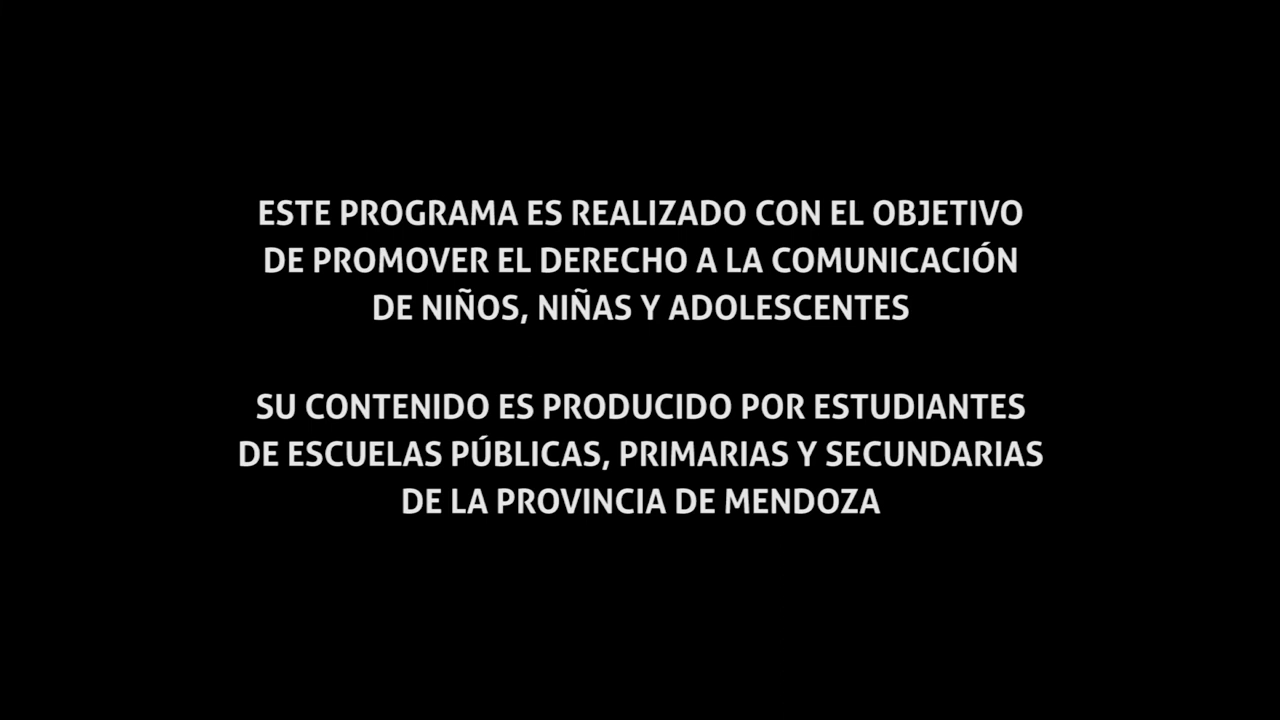 ESTE PROGRAMA ES REALIZADO CON EL OBJETIVO
DE PROMOVER EL DERECHO A LA COMUNICACIÓN
DE NIÑOS, NIÑAS Y ADOLESCENTES
SU CONTENIDO ES PRODUCIDO POR ESTUDIANTES
DE ESCUELAS PÚBLICAS, PRIMARIAS Y SECUNDARIAS
DE LA PROVINCIA DE MENDOZA